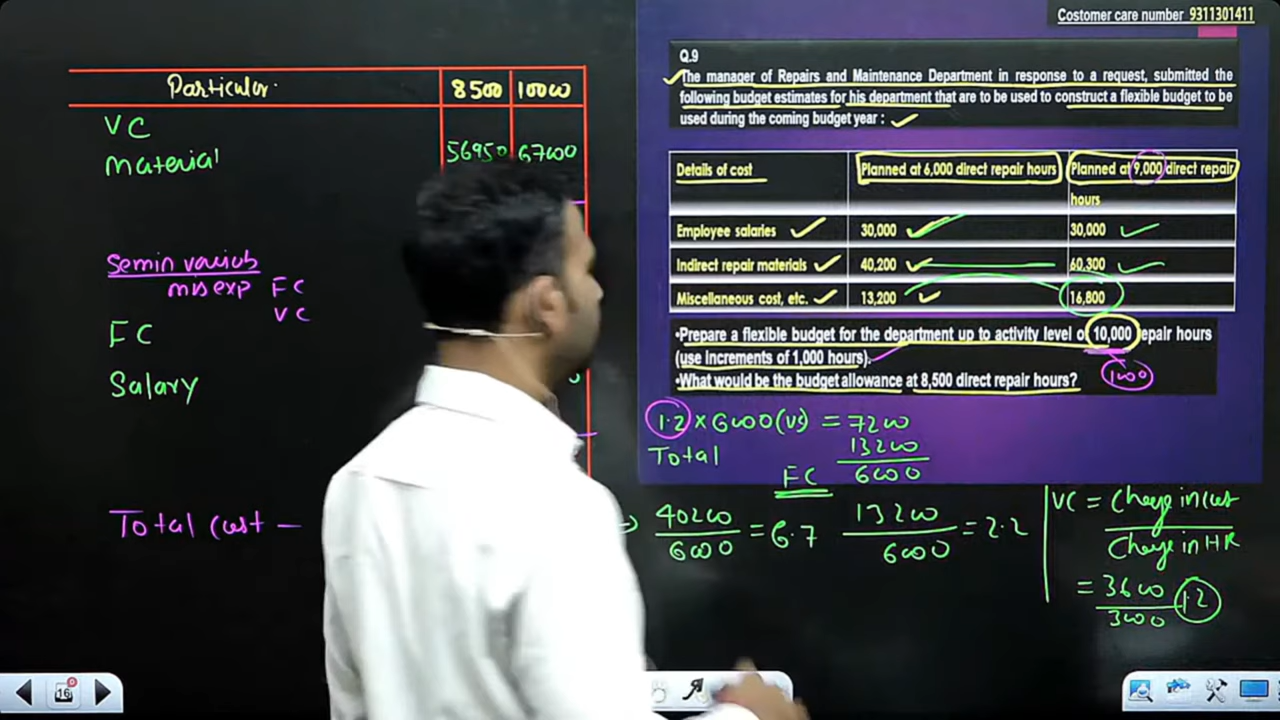 Costomer care number 9311301411
Particular. 8500 10000
VC
Material 56950 67000
Semin variab
mis exp FC
VC
FC
Salary
Total Cost —
Q.9
The manager of Repairs and Maintenance Department in response to a request, submitted the
following budget estimates for his department that are to be used to construct a flexible budget to be
used during the coming budget year :
Details of cost Planned at 6,000 direct repair hours Planned at 9,000 direct repair
hours
Employee salaries 30,000 30,000
Indirect repair materials 40,200 60,300
Miscellaneous cost, etc. 13,200 16,800
•Prepare a flexible budget for the department up to activity level of 10,000 repair hours
(use increments of 1,000 hours).
•What would be the budget allowance at 8,500 direct repair hours?
1000
1.2 × 6000 (VS) = 7200
Total 13200
FC 6000
40200 / 6000 = 6.7 13200 / 6000 = 2.2
VC = Change in cost
Change in HR
= 3600 / 3000 1.2
16